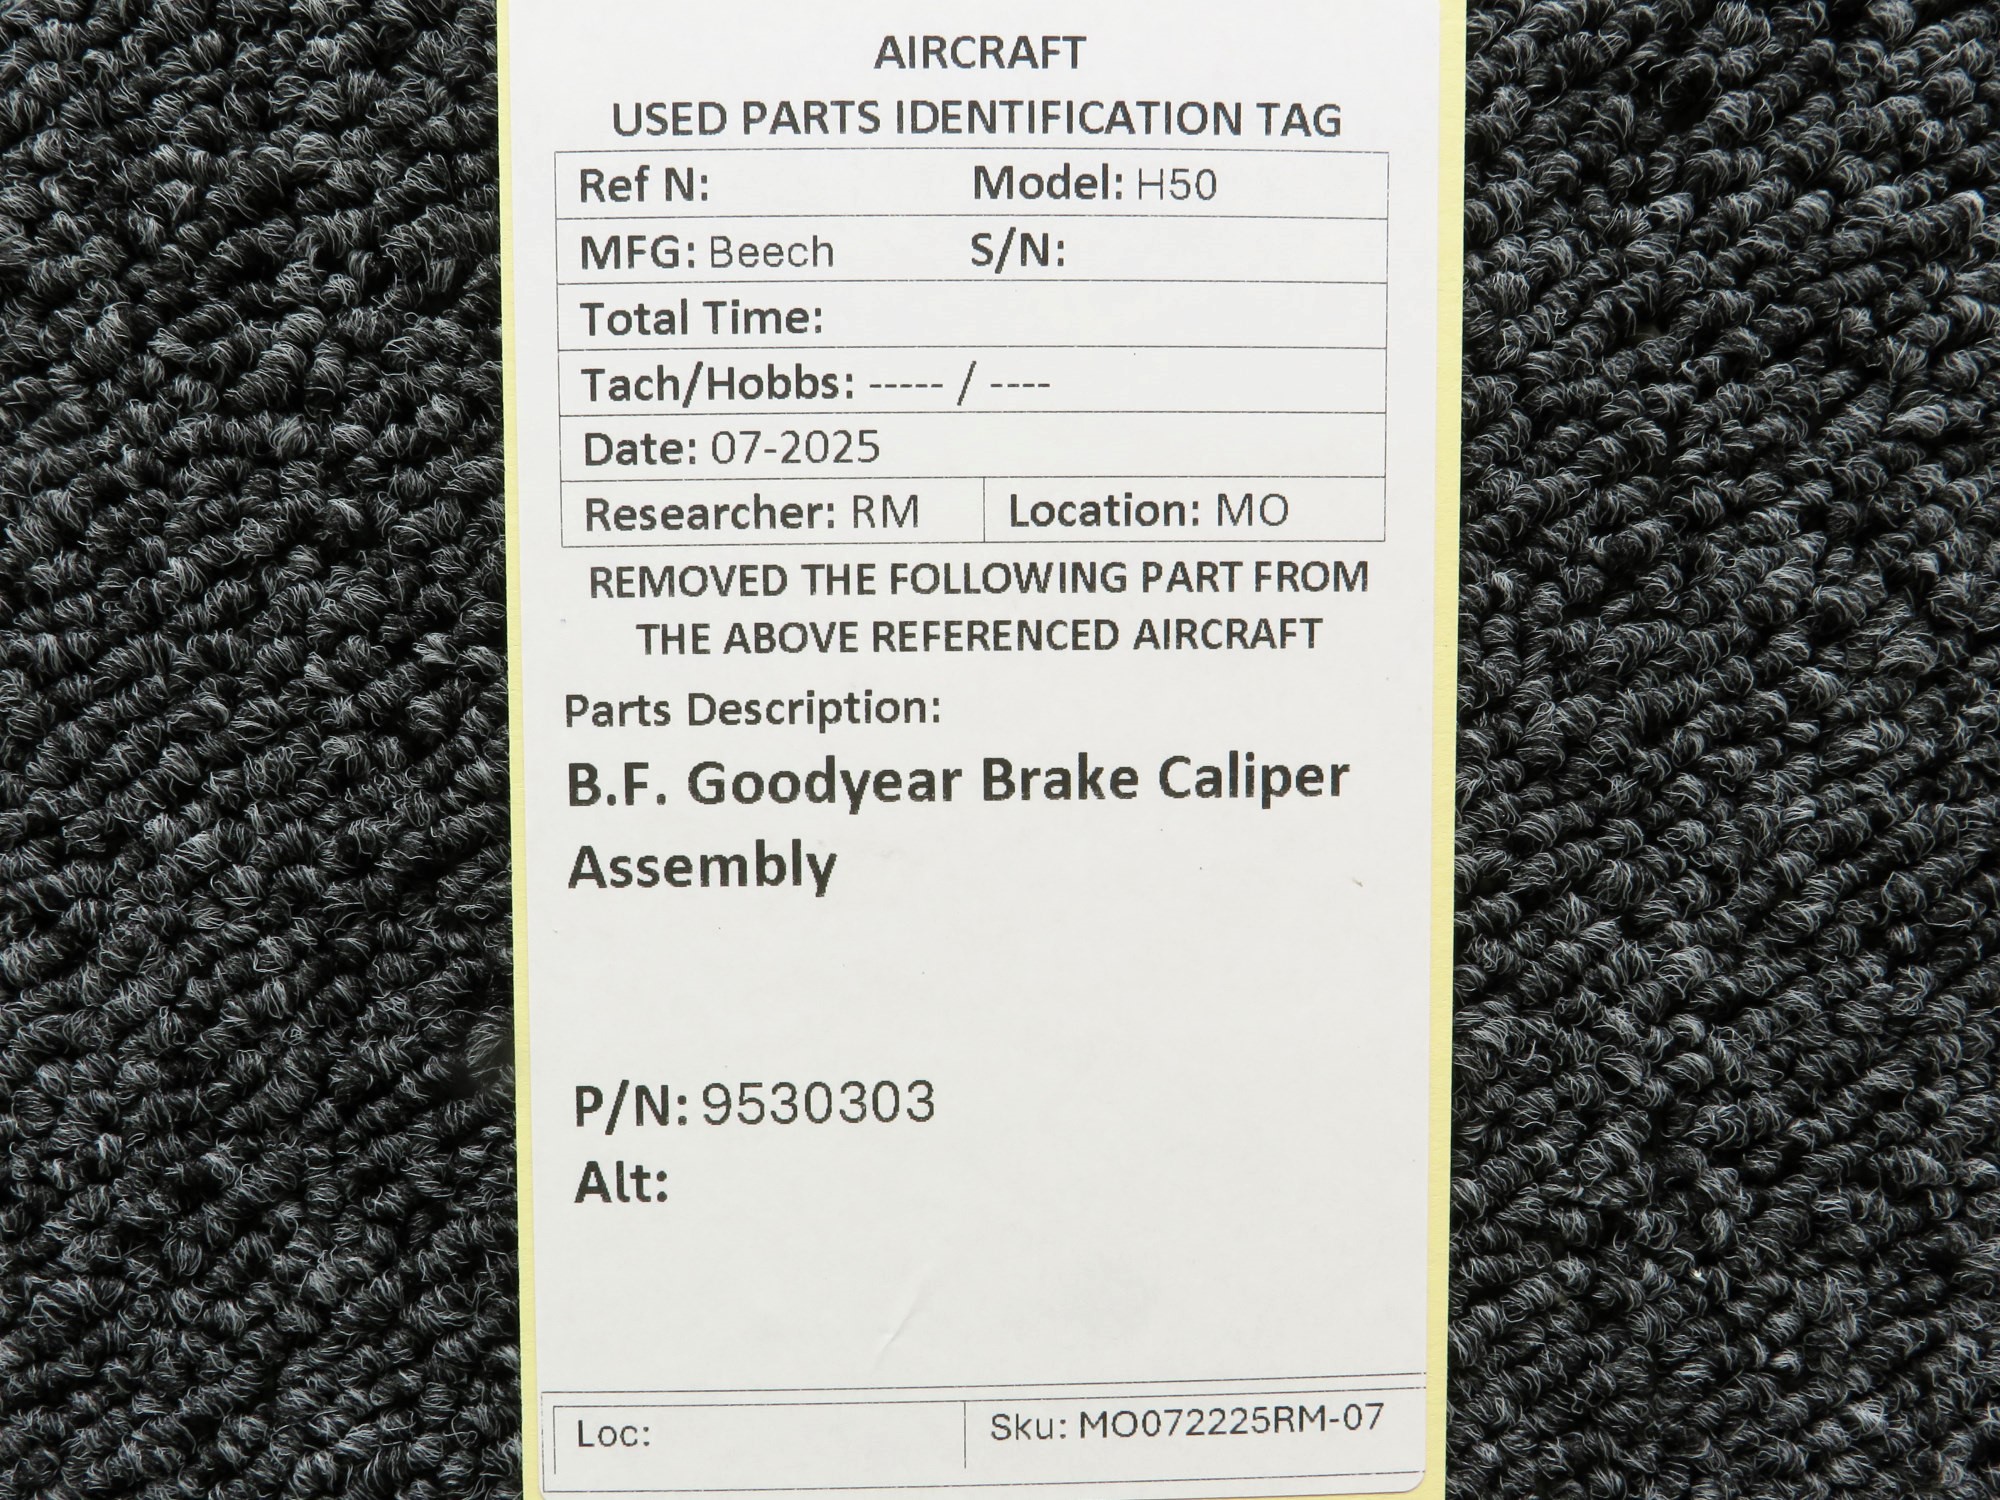 AIRCRAFT
USED PARTS IDENTIFICATION TAG
Ref N: Model: H50
MFG: Beech S/N:
Total Time:
Tach/Hobbs: ----- / ----
Date: 07-2025
Researcher: RM Location: MO
REMOVED THE FOLLOWING PART FROM
THE ABOVE REFERENCED AIRCRAFT
Parts Description:
B.F. Goodyear Brake Caliper
Assembly
P/N: 9530303
Alt:
Loc: Sku: MO072225RM-07